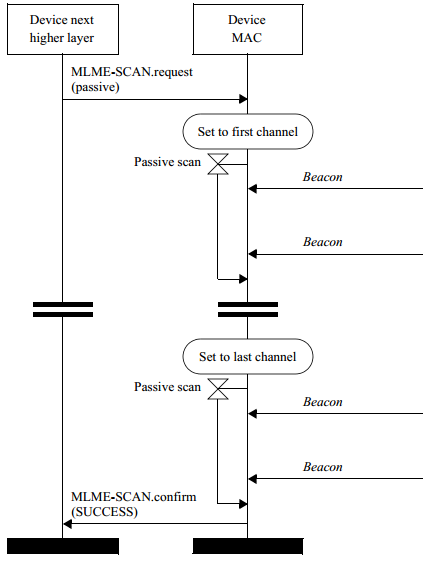 Device next
higher layer
Device
MAC
MLME-SCAN.request
(passive)
Set to first channel
Passive scan
Beacon
Beacon
Set to last channel
Passive scan
Beacon
Beacon
MLME-SCAN.confirm
(SUCCESS)